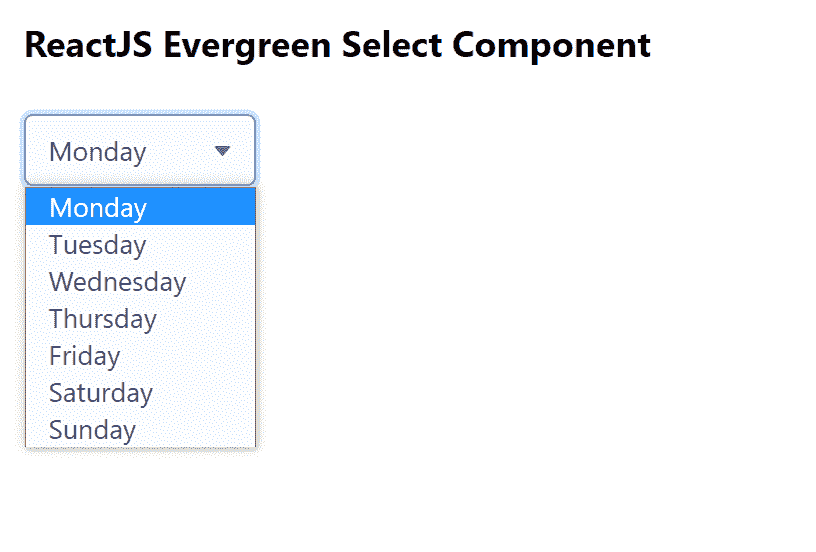 ReactJS Evergreen Select Component
Monday
Monday
Tuesday
Wednesday
Thursday
Friday
Saturday
Sunday